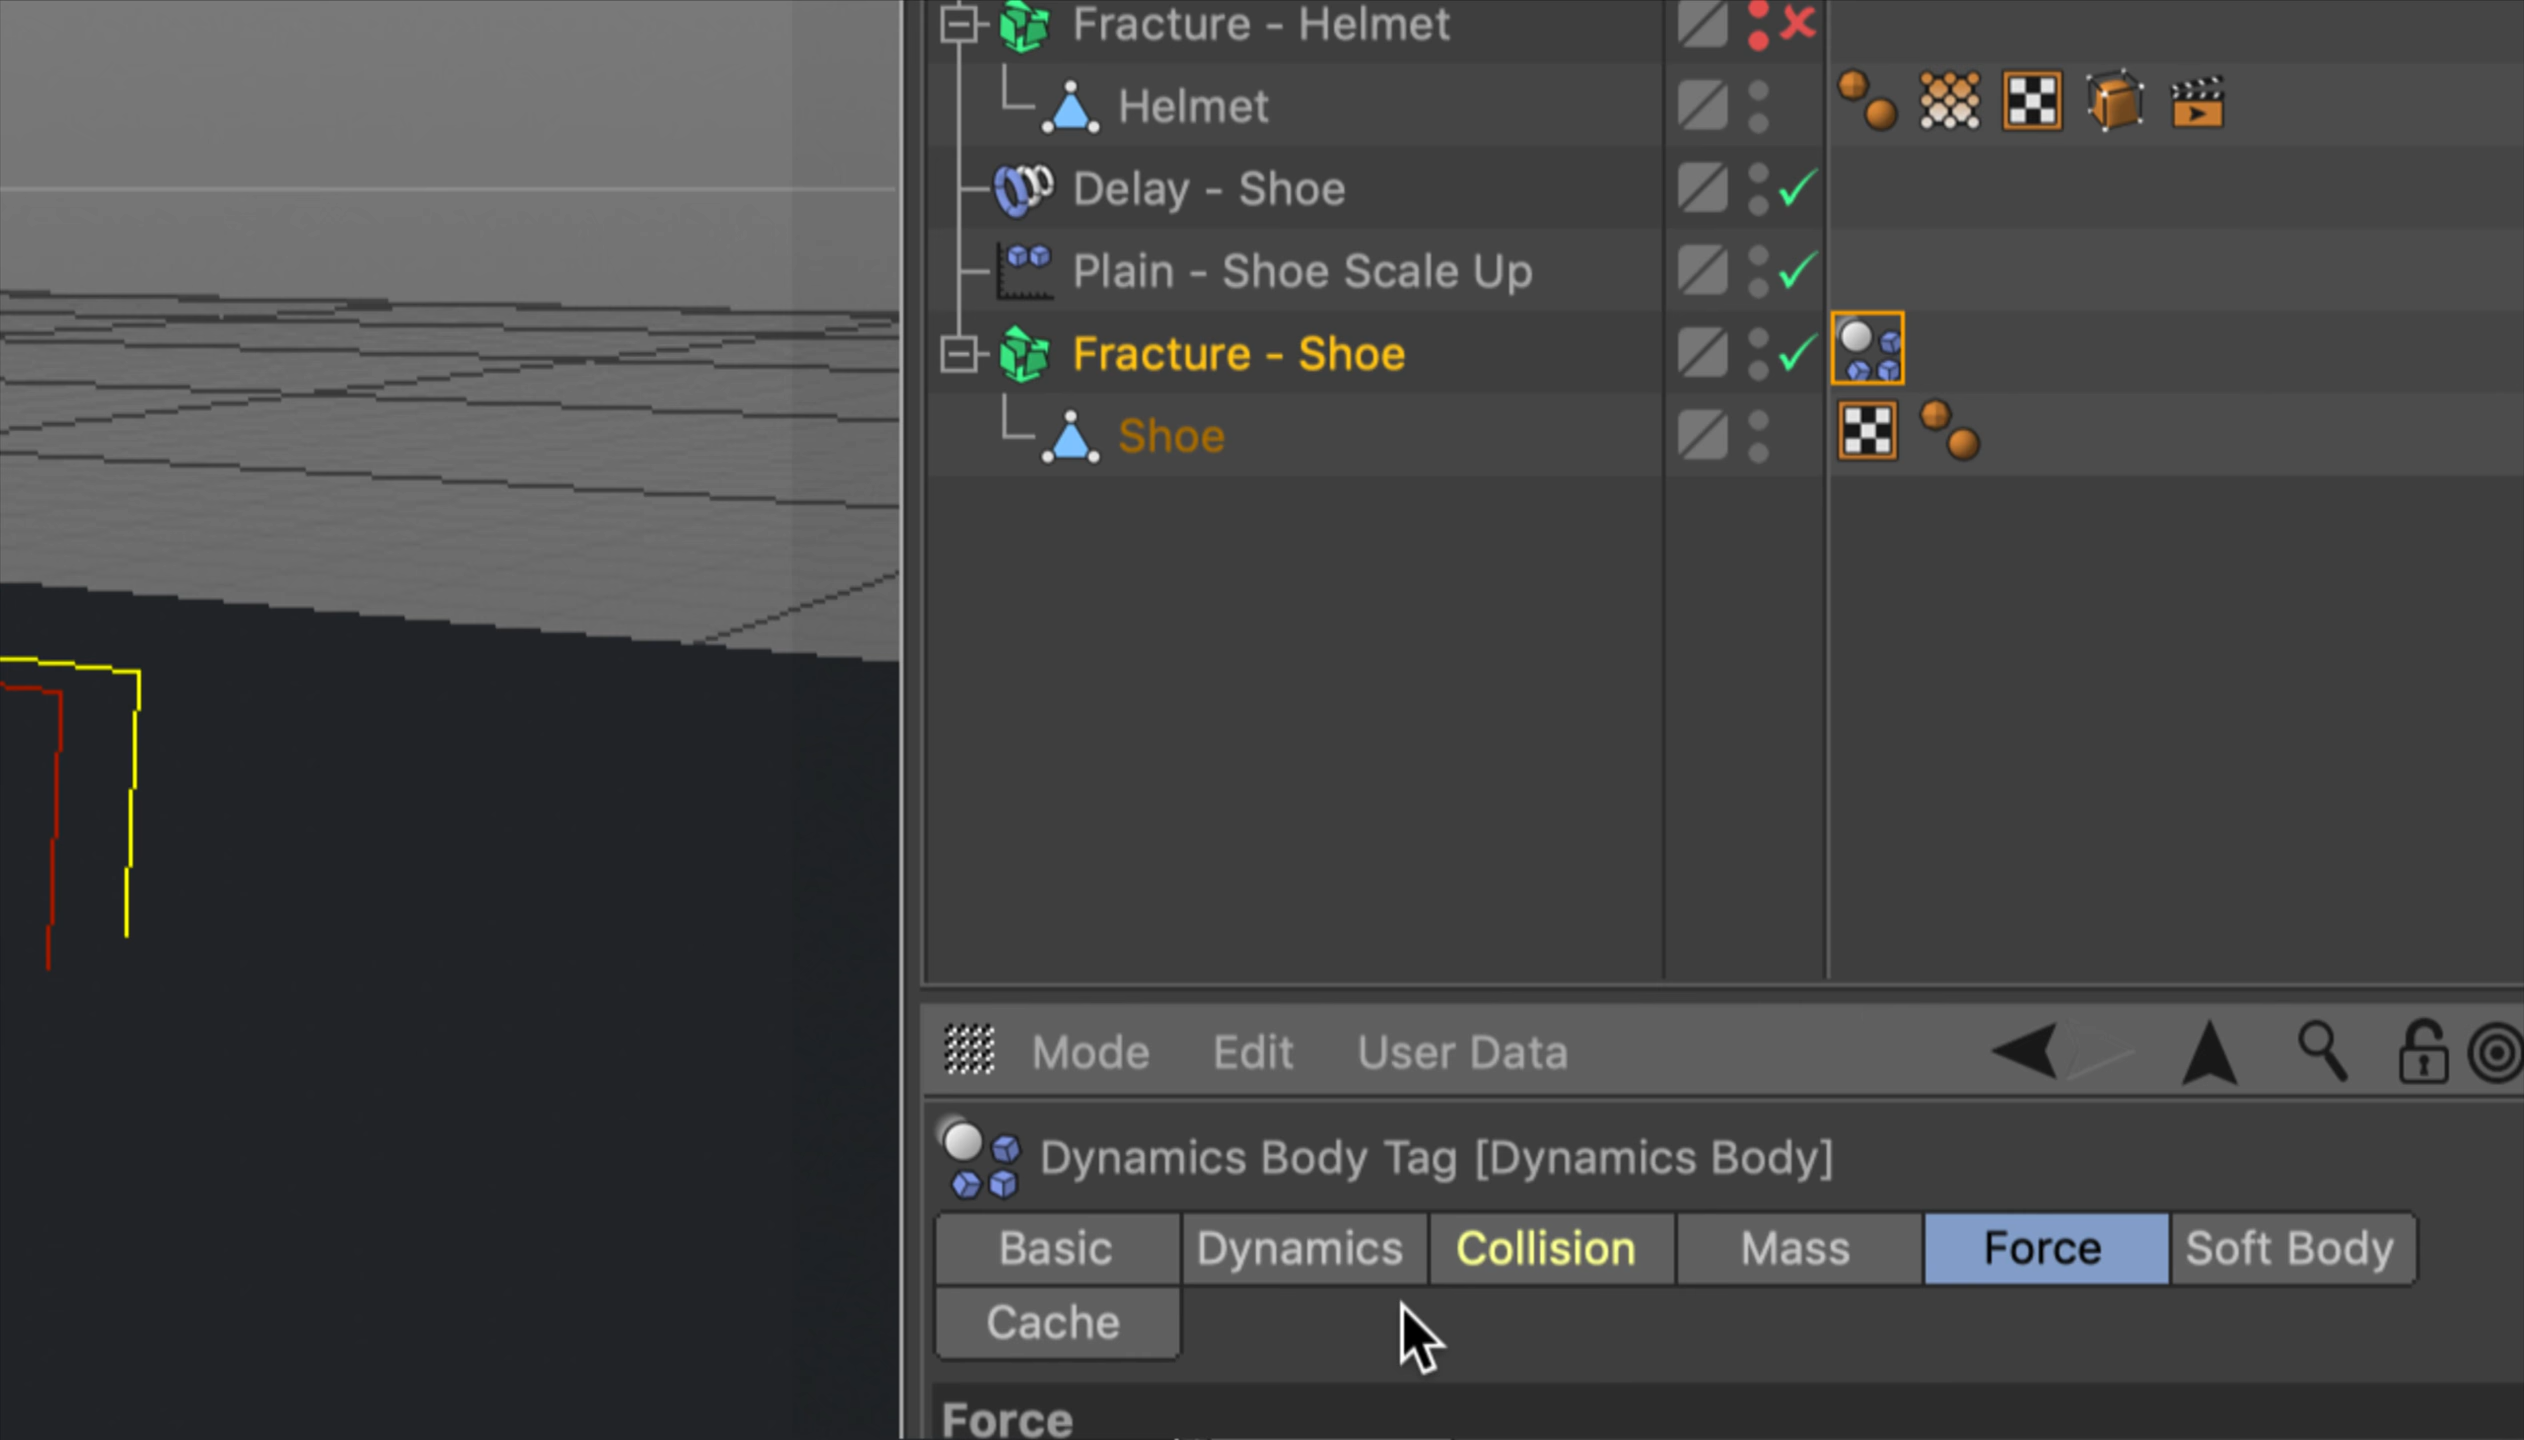 Fracture - Helmet
Helmet
Delay - Shoe
Plain - Shoe Scale Up
Fracture - Shoe
Shoe
Mode Edit User Data
Dynamics Body Tag [Dynamics Body]
Basic Dynamics Collision Mass Force Soft Body
Cache
Force